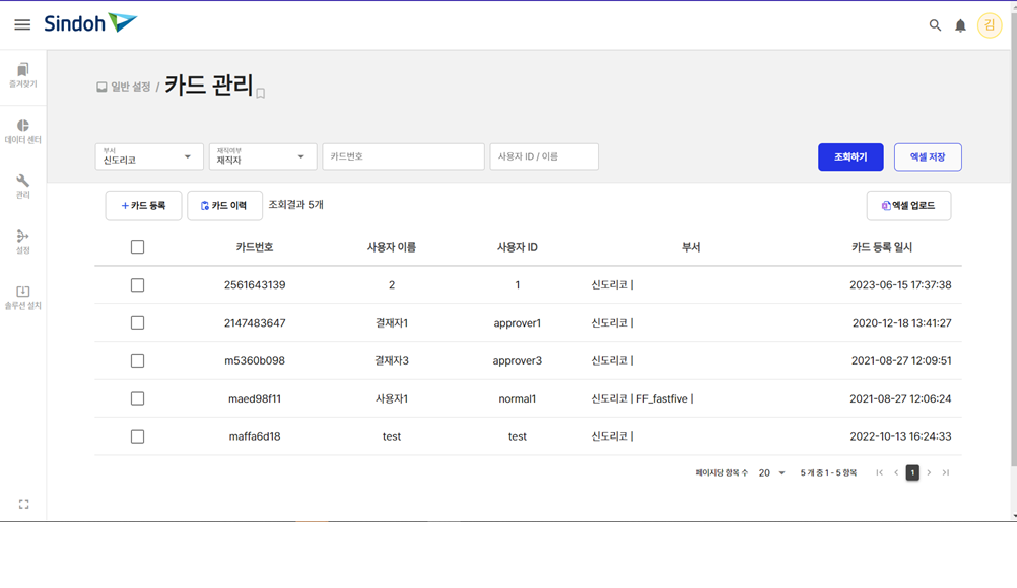 Sindoh
김
즐겨찾기
데이터 센터
관리
설정
솔루션 설치
일반 설정 / 카드 관리
부서
신도리코
재직여부
재직자
카드번호
사용자 ID / 이름
조회하기
엑셀 저장
+ 카드 등록
카드 이력
조회결과 5개
엑셀 업로드
카드번호 사용자 이름 사용자 ID 부서 카드 등록 일시
2561643139 2 1 신도리코 | 2023-06-15 17:37:38
2147483647 결재자1 approver1 신도리코 | 2020-12-18 13:41:27
m5360b098 결재자3 approver3 신도리코 | 2021-08-27 12:09:51
maed98f11 사용자1 normal1 신도리코 | FF_fastfive | 2021-08-27 12:06:24
maffa6d18 test test 신도리코 | 2022-10-13 16:24:33
페이지당 항목 수 20 5 개 중 1 - 5 항목 1